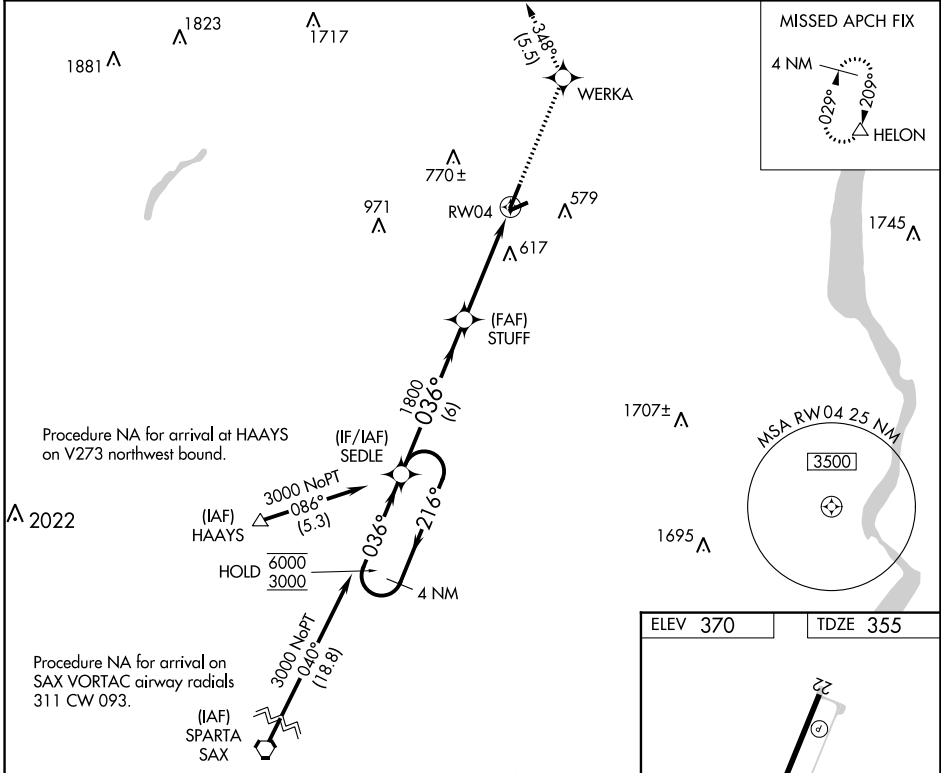 1823
1881
1717
348°
(5.5)
WERKA
MISSED APCH FIX
4 NM
029°
209°
HELON
770 ±
971
RW04
579
617
1745
(FAF)
STUFF
1800
036°
(6)
1707±
Procedure NA for arrival at HAAYS
on V273 northwest bound.
(IF/IAF)
SEDLE
MSA RW04 25 NM
3500
3000 NoPT
086°
(5.3)
(IAF)
HAAYS
2022
036°
216°
1695
HOLD
6000
3000
4 NM
3000 NoPT
040°
(18.8)
Procedure NA for arrival on
SAX VORTAC airway radials
311 CW 093.
(IAF)
SPARTA
SAX
ELEV 370
TDZE 355
22
P